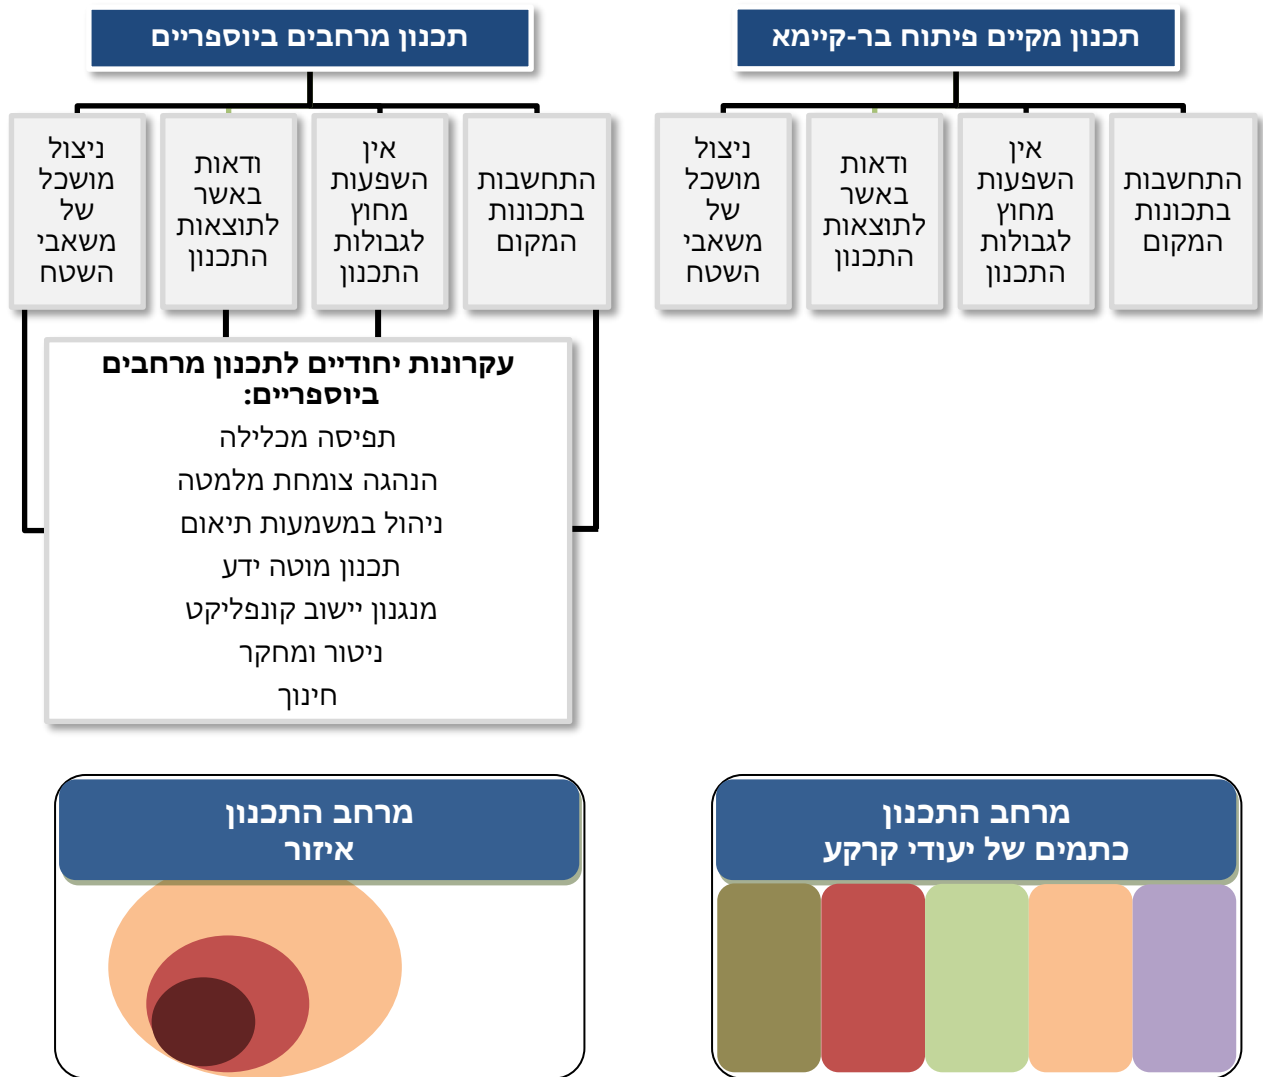 תכנון מקיים פיתוח בר-קיימא
התחשבות
בתכונות
המקום
אין
השפעות
מחוץ
לגבולות
התכנון
ודאות
באשר
לתוצאות
התכנון
ניצול
מושכל
של
משאבי
השטח
תכנון מרחבים ביוספריים
התחשבות
בתכונות
המקום
אין
השפעות
מחוץ
לגבולות
התכנון
ודאות
באשר
לתוצאות
התכנון
ניצול
מושכל
של
משאבי
השטח
עקרונות יחודיים לתכנון מרחבים
ביוספריים:
תפיסה מכלילה
הנהגה צומחת מלמטה
ניהול במשמעות תיאום
תכנון מוטה ידע
מנגנון יישוב קונפליקט
ניטור ומחקר
חינוך
מרחב התכנון
כתמים של יעודי קרקע
מרחב התכנון
איזור